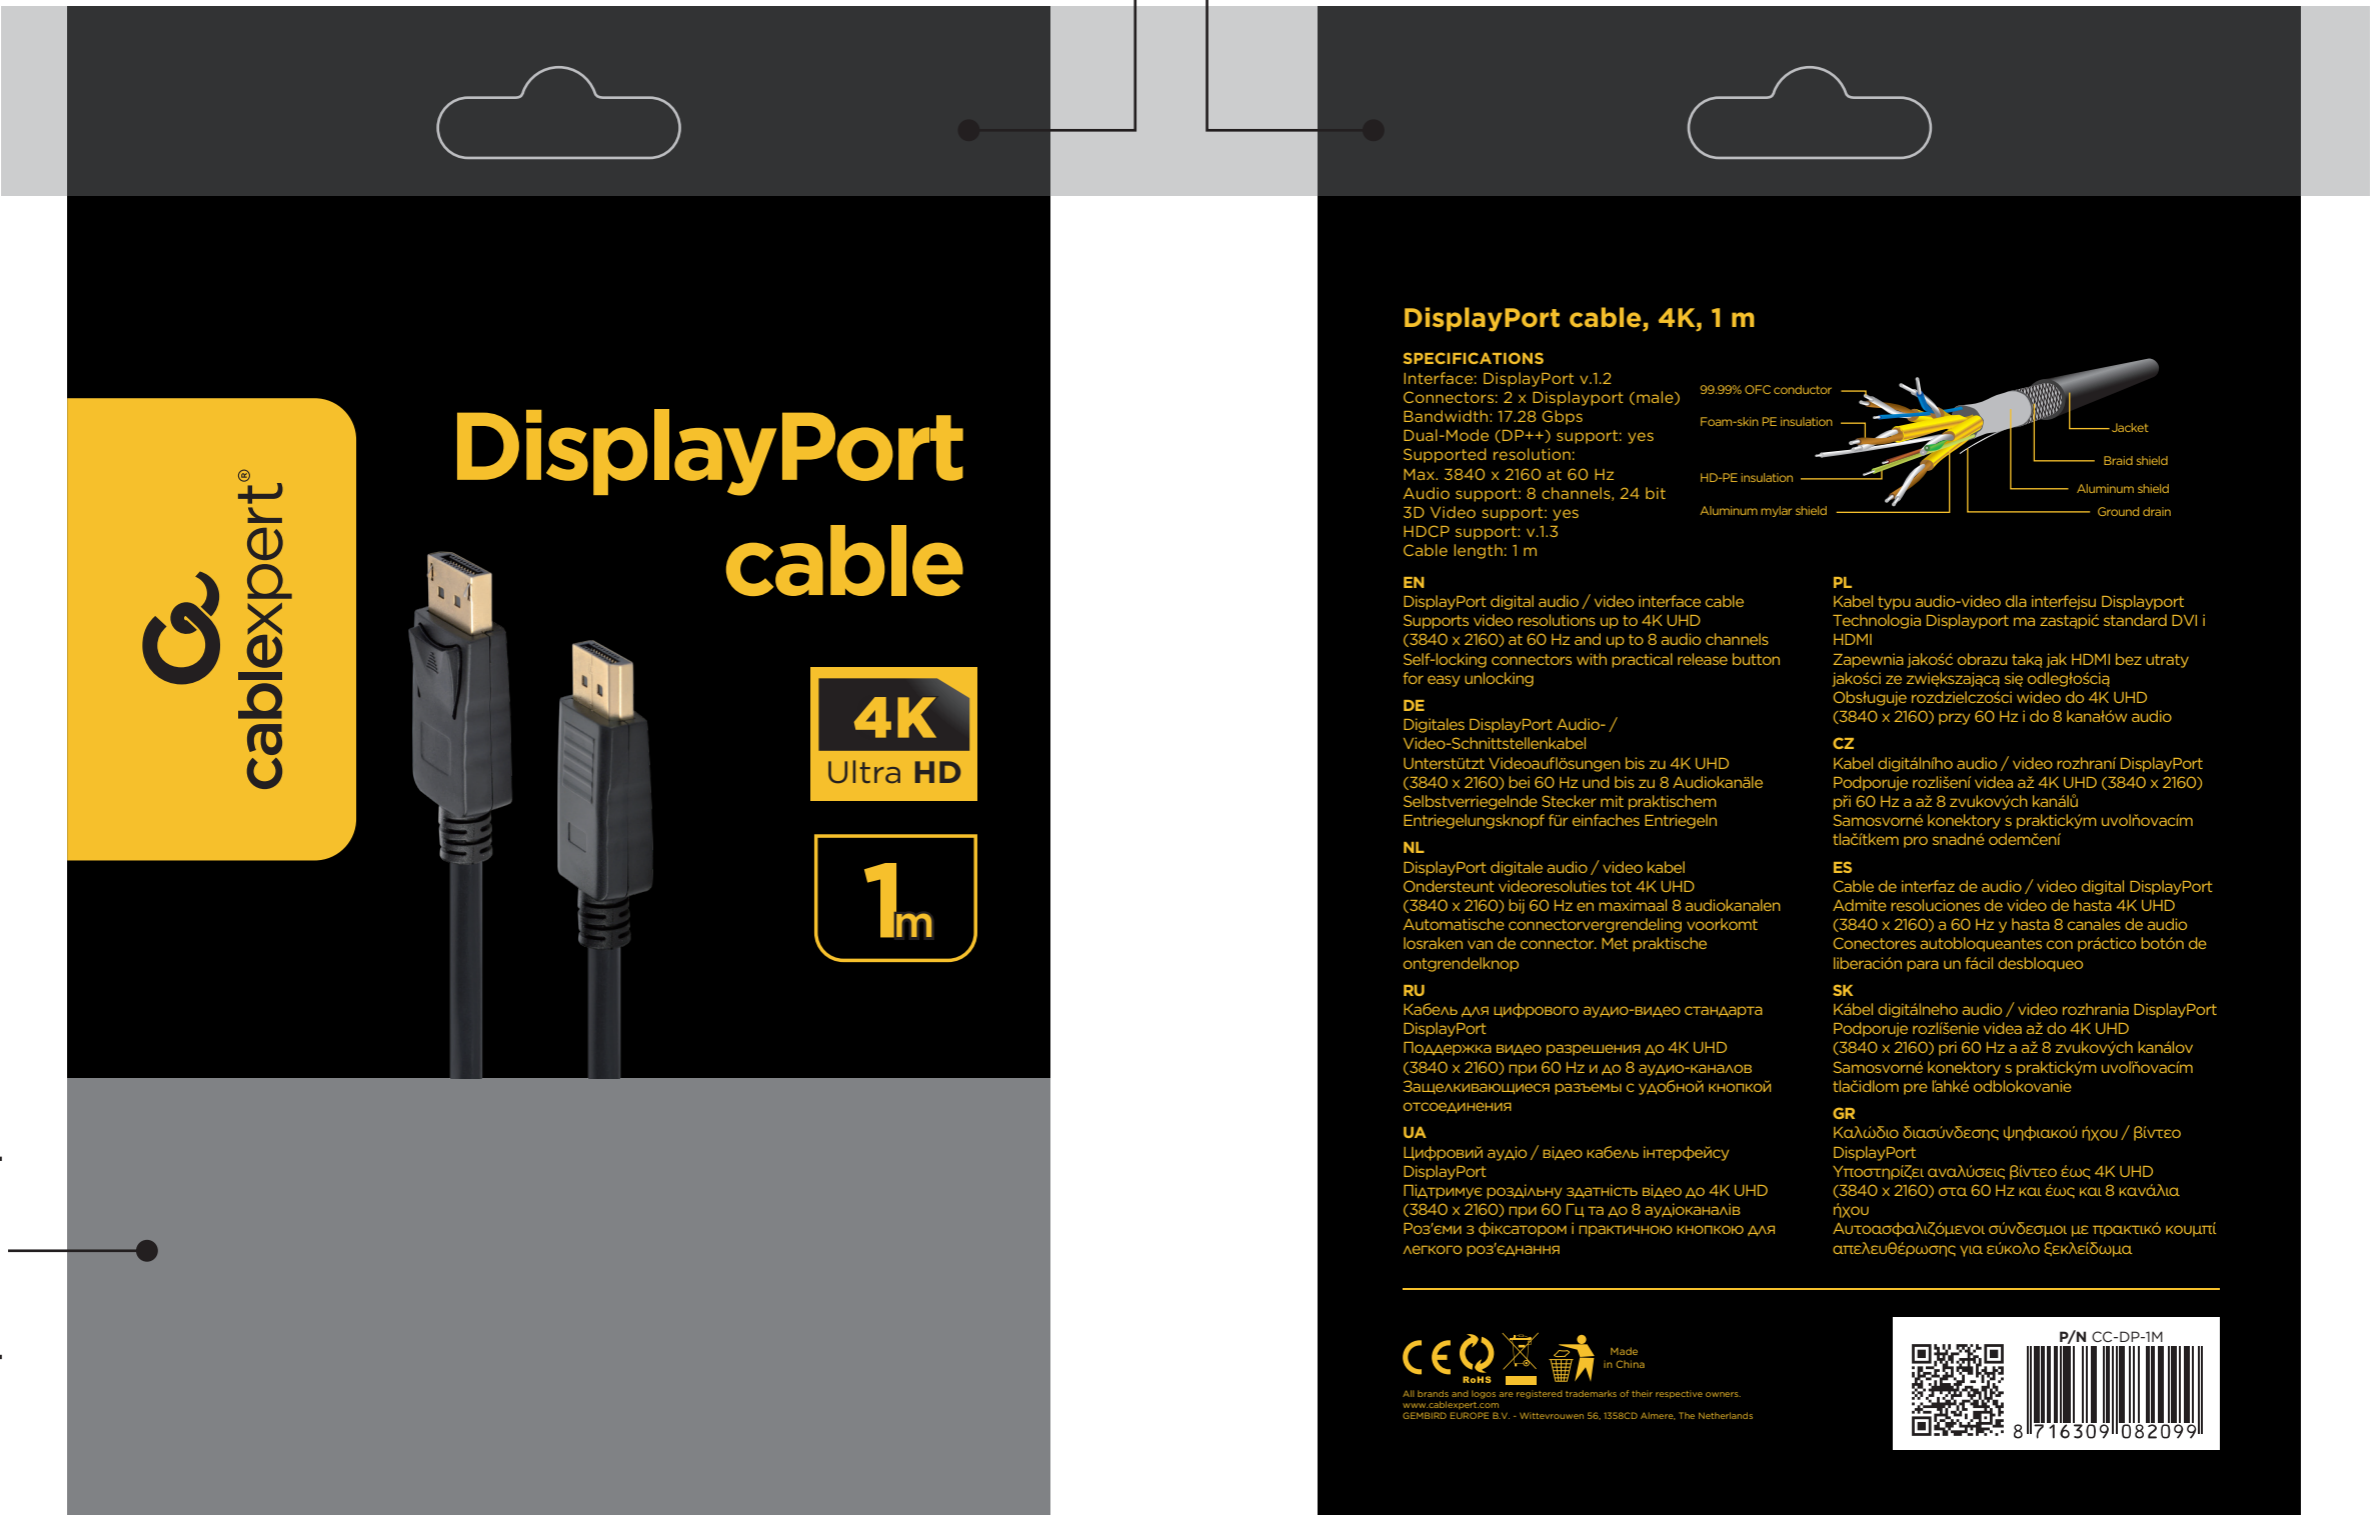 cablexpert®
DisplayPort
cable
4K
Ultra HD
1m
DisplayPort cable, 4K, 1 m
SPECIFICATIONS
Interface: DisplayPort v.1.2
Connectors: 2 x Displayport (male)
Bandwidth: 17.28 Gbps
Dual-Mode (DP++) support: yes
Supported resolution:
Max. 3840 x 2160 at 60 Hz
Audio support: 8 channels, 24 bit
3D Video support: yes
HDCP support: v.1.3
Cable length: 1 m
99.99% OFC conductor
Foam-skin PE insulation
HD-PE insulation
Aluminum mylar shield
Jacket
Braid shield
Aluminum shield
Ground drain
EN
DisplayPort digital audio / video interface cable
Supports video resolutions up to 4K UHD
(3840 x 2160) at 60 Hz and up to 8 audio channels
Self-locking connectors with practical release button
for easy unlocking
DE
Digitales DisplayPort Audio- /
Video-Schnittstellenkabel
Unterstützt Videoauflösungen bis zu 4K UHD
(3840 x 2160) bei 60 Hz und bis zu 8 Audiokanäle
Selbstverriegelnde Stecker mit praktischem
Entriegelungsknopf für einfaches Entriegeln
NL
DisplayPort digitale audio / video kabel
Ondersteunt videoresoluties tot 4K UHD
(3840 x 2160) bij 60 Hz en maximaal 8 audiokanalen
Automatische connectorvergrendeling voorkomt
losraken van de connector. Met praktische
ontgrendelknop
RU
Кабель для цифрового аудио-видео стандарта
DisplayPort
Поддержка видео разрешения до 4K UHD
(3840 x 2160) при 60 Hz и до 8 аудио-каналов
Защелкивающиеся разъемы с удобной кнопкой
отсоединения
UA
Цифровий аудіо / відео кабель інтерфейсу
DisplayPort
Підтримує роздільну здатність відео до 4K UHD
(3840 x 2160) при 60 Гц та до 8 аудіоканалів
Роз'єми з фіксатором і практичною кнопкою для
легкого роз'єднання
PL
Kabel typu audio-video dla interfejsu Displayport
Technologia Displayport ma zastąpić standard DVI i
HDMI
Zapewnia jakość obrazu taką jak HDMI bez utraty
jakości ze zwiększającą się odległością
Obsługuje rozdzielczości wideo do 4K UHD
(3840 x 2160) przy 60 Hz i do 8 kanałów audio
CZ
Kabel digitálního audio / video rozhraní DisplayPort
Podporuje rozlišení videa až 4K UHD (3840 x 2160)
při 60 Hz a až 8 zvukových kanálů
Samosvorné konektory s praktickým uvolňovacím
tlačítkem pro snadné odemčení
ES
Cable de interfaz de audio / video digital DisplayPort
Admite resoluciones de video de hasta 4K UHD
(3840 x 2160) a 60 Hz y hasta 8 canales de audio
Conectores autobloqueantes con práctico botón de
liberación para un fácil desbloqueo
SK
Kábel digitálneho audio / video rozhrania DisplayPort
Podporuje rozlíšenie videa až do 4K UHD
(3840 x 2160) pri 60 Hz a až 8 zvukových kanálov
Samosvorné konektory s praktickým uvoľňovacím
tlačidlom pre ľahké odblokovanie
GR
Καλώδιο διασύνδεσης ψηφιακού ήχου / βίντεο
DisplayPort
Υποστηρίζει αναλύσεις βίντεο έως 4K UHD
(3840 x 2160) στα 60 Hz και έως και 8 κανάλια
ήχου
Αυτοασφαλιζόμενοι σύνδεσμοι με πρακτικό κουμπί
απελευθέρωσης για εύκολο ξεκλείδωμα
CE
RoHS
Made
in China
All brands and logos are registered trademarks of their respective owners.
www.cablexpert.com
GEMBIRD EUROPE B.V. - Wittevrouwen 56, 1358CD Almere, The Netherlands
P/N CC-DP-1M
8 716309 082099